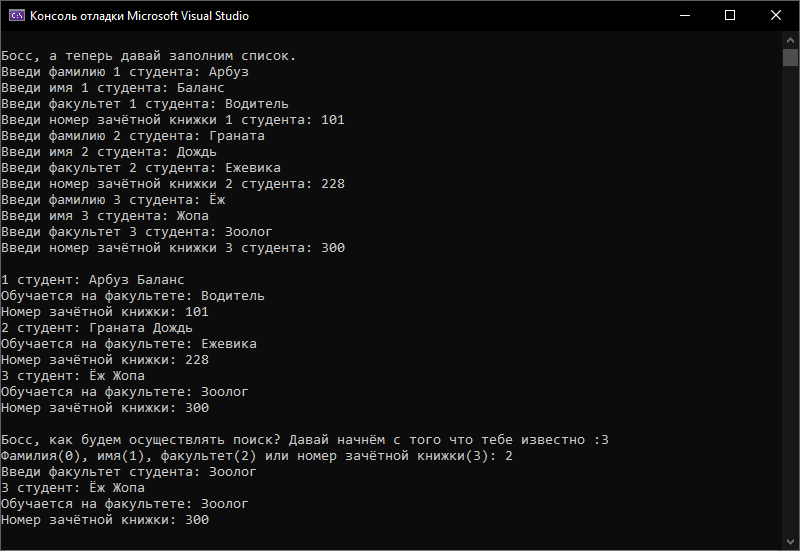 Консоль отладки Microsoft Visual Studio
Босс, а теперь давай заполним список.
Введи фамилию 1 студента: Арбуз
Введи имя 1 студента: Баланс
Введи факультет 1 студента: Водитель
Введи номер зачётной книжки 1 студента: 101
Введи фамилию 2 студента: Граната
Введи имя 2 студента: Дождь
Введи факультет 2 студента: Ежевика
Введи номер зачётной книжки 2 студента: 228
Введи фамилию 3 студента: Ёж
Введи имя 3 студента: Жопа
Введи факультет 3 студента: Зоолог
Введи номер зачётной книжки 3 студента: 300
1 студент: Арбуз Баланс
Обучается на факультете: Водитель
Номер зачётной книжки: 101
2 студент: Граната Дождь
Обучается на факультете: Ежевика
Номер зачётной книжки: 228
3 студент: Ёж Жопа
Обучается на факультете: Зоолог
Номер зачётной книжки: 300
Босс, как будем осуществлять поиск? Давай начнём с того что тебе известно :3
Фамилия(0), имя(1), факультет(2) или номер зачётной книжки(3): 2
Введи факультет студента: Зоолог
3 студент: Ёж Жопа
Обучается на факультете: Зоолог
Номер зачётной книжки: 300